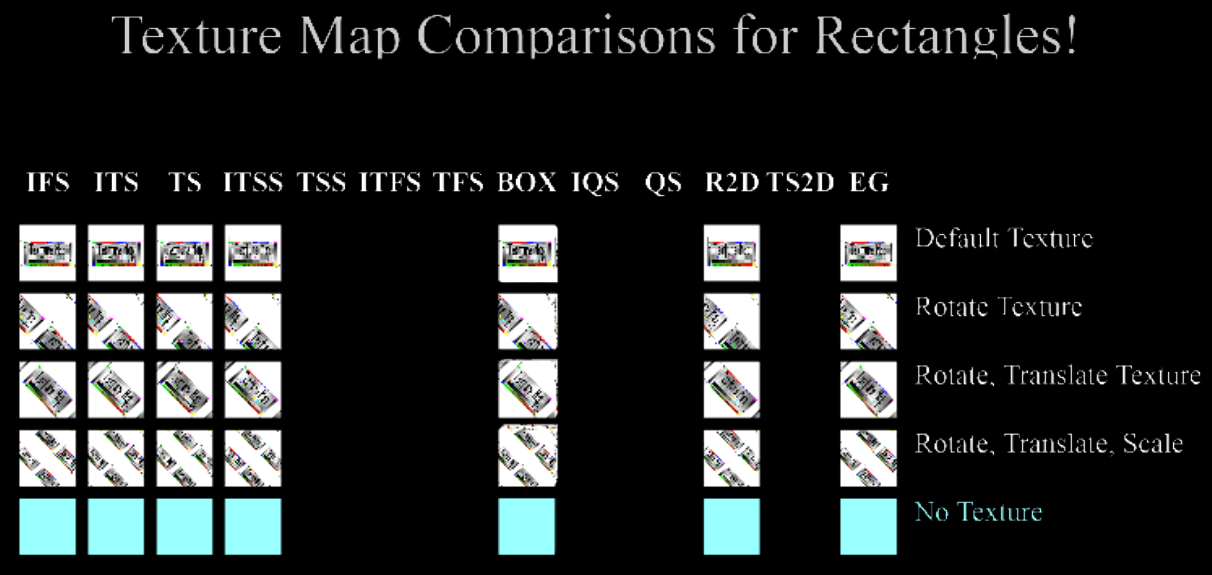 Texture Map Comparisons for Rectangles!
IFS ITS TS ITSS TSS ITFS TFS BOX IQS QS R2D TS2D EG
Default Texture
Rotate Texture
Rotate, Translate Texture
Rotate, Translate, Scale
No Texture